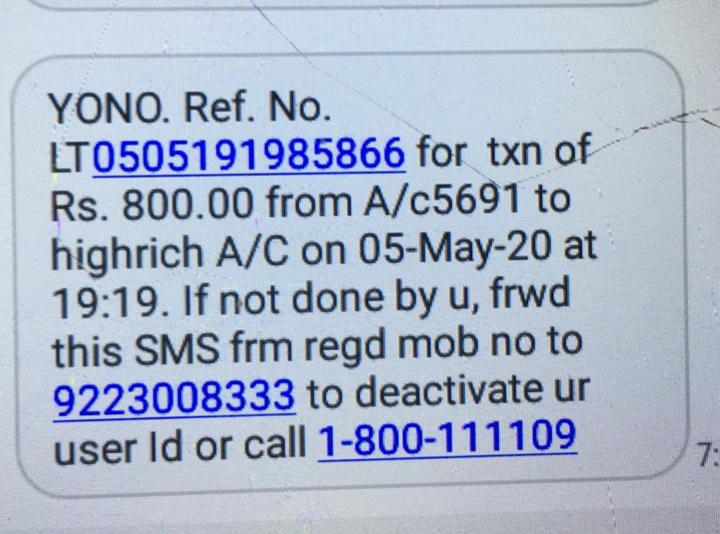 YONO. Ref. No.
LT0505191985866 for txn of
Rs. 800.00 from A/c5691 to
highrich A/C on 05-May-20 at
19:19. If not done by u, frwd
this SMS frm regd mob no to
9223008333 to deactivate ur
user Id or call 1-800-111109
7: